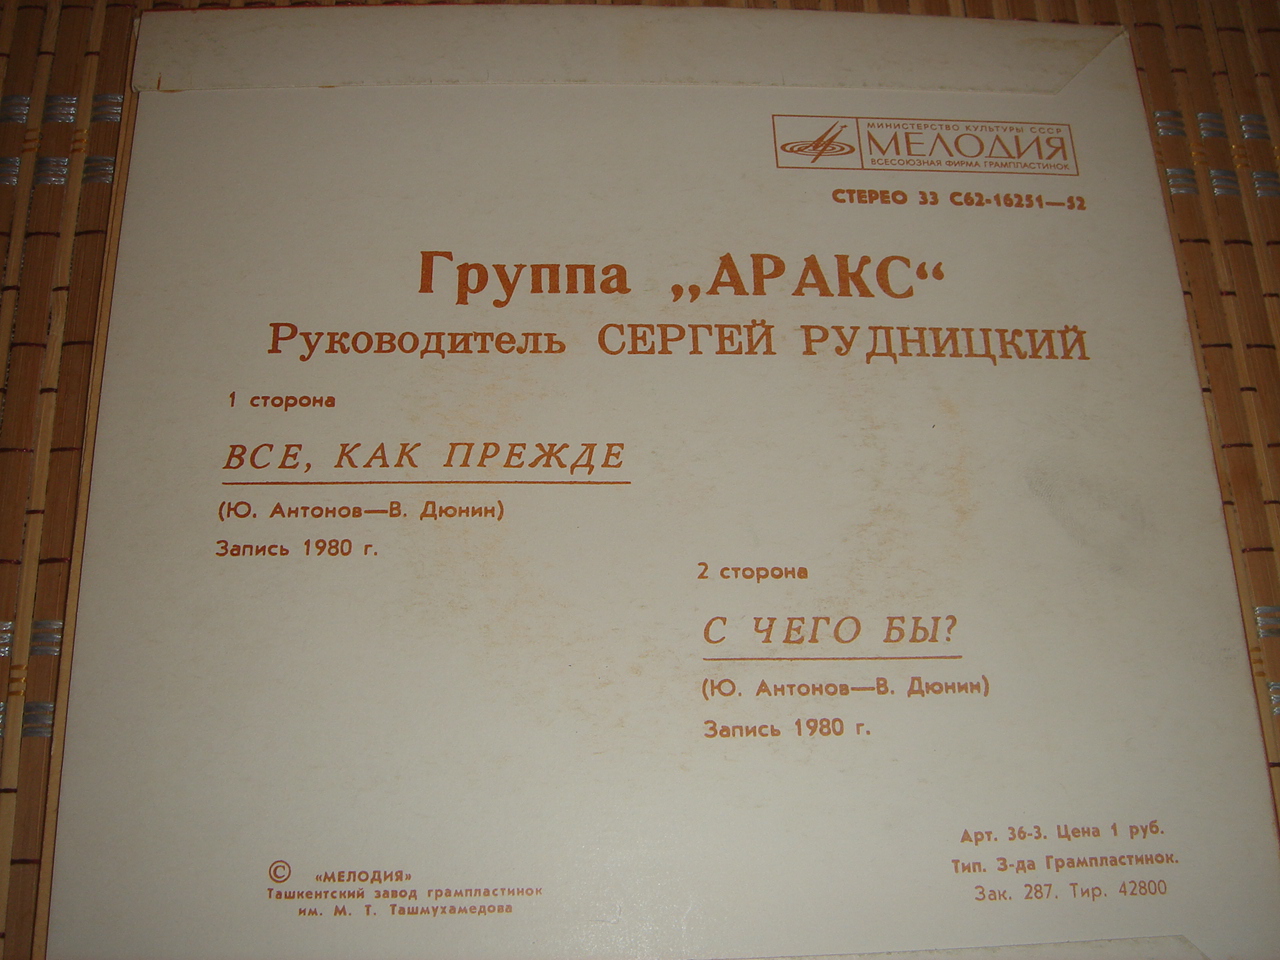 МИНИСТЕРСТВО КУЛЬТУРЫ СССР
МЕЛОДИЯ
ВСЕСОЮЗНАЯ ФИРМА ГРАМПЛАСТИНОК
СТЕРЕО 33 С62-16251—52
Группа „АРАКС“
Руководитель СЕРГЕЙ РУДНИЦКИЙ
1 сторона
ВСЕ, КАК ПРЕЖДЕ
(Ю. Антонов—В. Дюнин)
Запись 1980 г.
2 сторона
С ЧЕГО БЫ?
(Ю. Антонов—В. Дюнин)
Запись 1980 г.
© «МЕЛОДИЯ»
Ташкентский завод грампластинок
им. М. Т. Ташмухамедова
Арт. 36-3. Цена 1 руб.
Тип. З-да Грампластинок.
Зак. 287. Тир. 42800